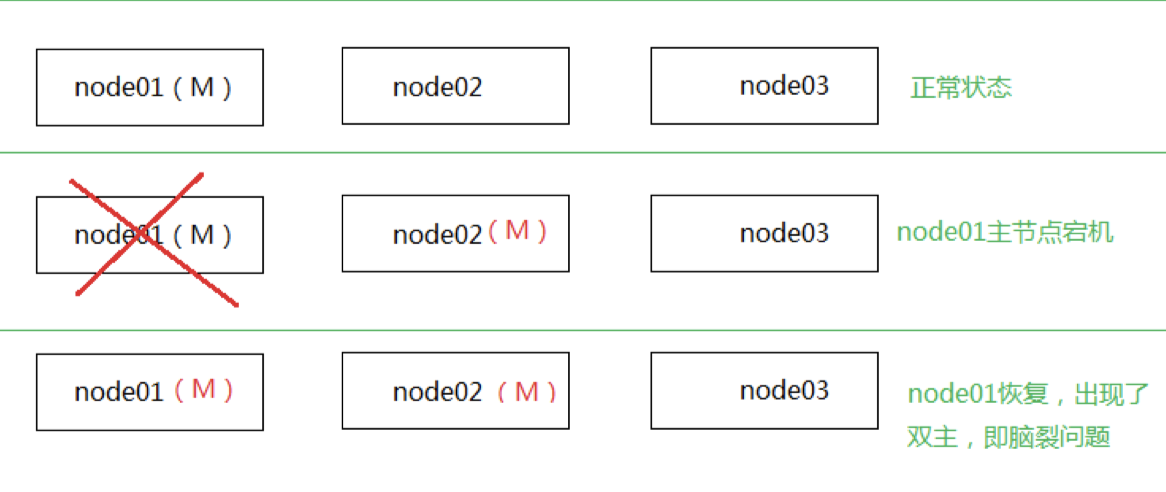 node01（M） node02 node03 正常状态
node01（M） node02（M） node03 node01主节点宕机
node01（M） node02（M） node03 node01恢复，出现了
双主，即脑裂问题